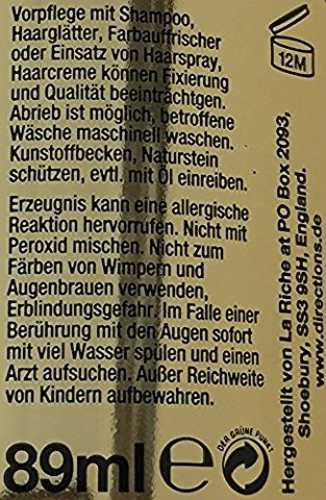 Vorpflege mit Shampoo,
Haarglätter, Farbauffrischer
oder Einsatz von Haarspray,
Haarcreme können Fixierung
und Qualität beeinträchtgen.
Abrieb ist möglich, betroffene
Wäsche maschinell waschen.
Kunstoffbecken, Naturstein
schützen, evtl. mit Öl einreiben.
Erzeugnis kann eine allergische
Reaktion hervorrufen. Nicht mit
Peroxid mischen. Nicht zum
Färben von Wimpern und
Augenbrauen verwenden,
Erblindungsgefahr. Im Falle einer
Berührung mit den Augen sofort
mit viel Wasser spülen und einen
Arzt aufsuchen. Außer Reichweite
von Kindern aufbewahren.
89ml e
DER GRÜNE PUNKT
12M
Hergestellt von La Riche at PO Box 2093,
Shoebury, SS3 9SH, England.
www.directions.de